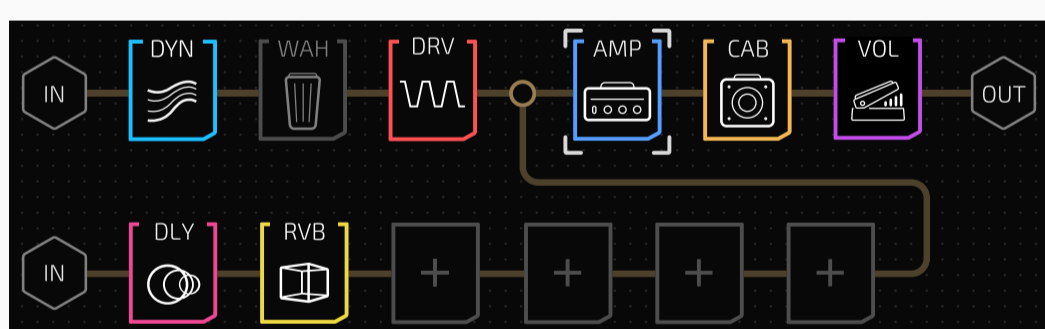 IN
DYN
WAH
DRV
AMP
CAB
VOL
OUT
IN
DLY
RVB
+
+
+
+